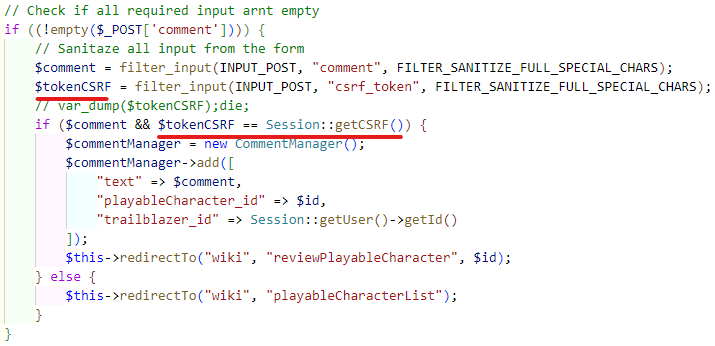 // Check if all required input arnt empty
if ((!empty($_POST['comment']))) {
// Sanitaze all input from the form
$comment = filter_input(INPUT_POST, "comment", FILTER_SANITIZE_FULL_SPECIAL_CHARS);
$tokenCSRF = filter_input(INPUT_POST, "csrf_token", FILTER_SANITIZE_FULL_SPECIAL_CHARS);
// var_dump($tokenCSRF);die;
if ($comment && $tokenCSRF == Session::getCSRF()) {
$commentManager = new CommentManager();
$commentManager->add([
"text" => $comment,
"playableCharacter_id" => $id,
"trailblazer_id" => Session::getUser()->getId()
]);
$this->redirectTo("wiki", "reviewPlayableCharacter", $id);
} else {
$this->redirectTo("wiki", "playableCharacterList");
}
}